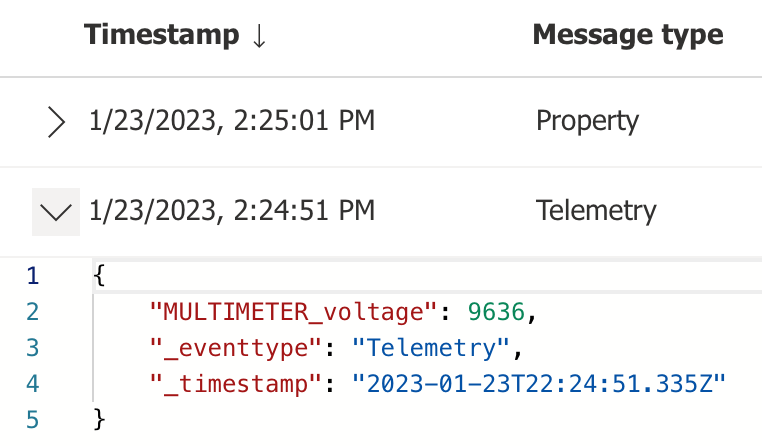 Timestamp ↓ Message type
1/23/2023, 2:25:01 PM Property
1/23/2023, 2:24:51 PM Telemetry
1 {
2 "MULTIMETER_voltage": 9636,
3 "_eventtype": "Telemetry",
4 "_timestamp": "2023-01-23T22:24:51.335Z"
5 }